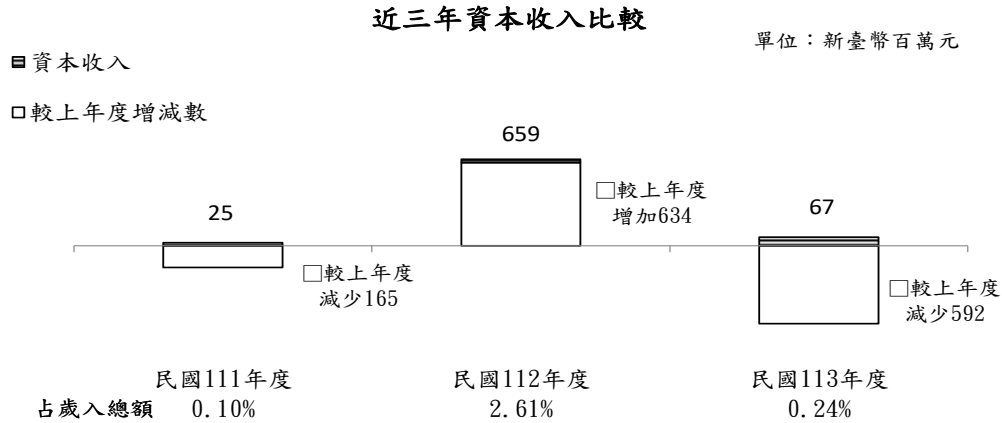 近三年資本收入比較
單位：新臺幣百萬元
資本收入
較上年度增減數
659
□較上年度
增加634
25
67
□較上年度
減少165
□較上年度
減少592
民國111年度 民國112年度 民國113年度
占歲入總額 0.10% 2.61% 0.24%